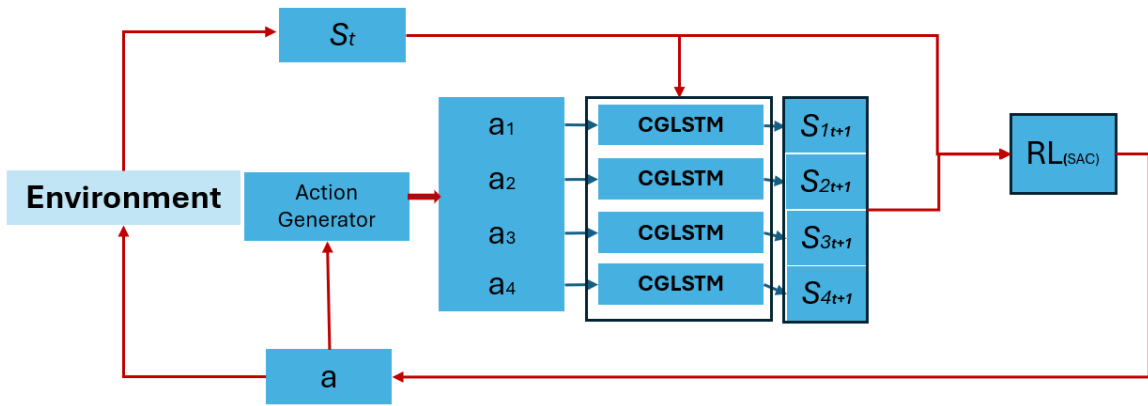 St
a1
CGLSTM
S1t+1
RL(SAC)
a2
CGLSTM
S2t+1
Environment
Action
Generator
a3
CGLSTM
S3t+1
a4
CGLSTM
S4t+1
a